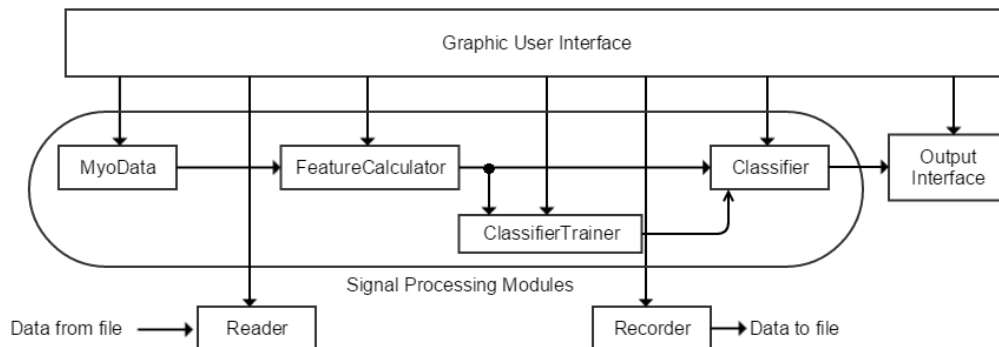 Graphic User Interface
MyoData
FeatureCalculator
Classifier
Output
Interface
ClassifierTrainer
Signal Processing Modules
Data from file
Reader
Recorder
Data to file